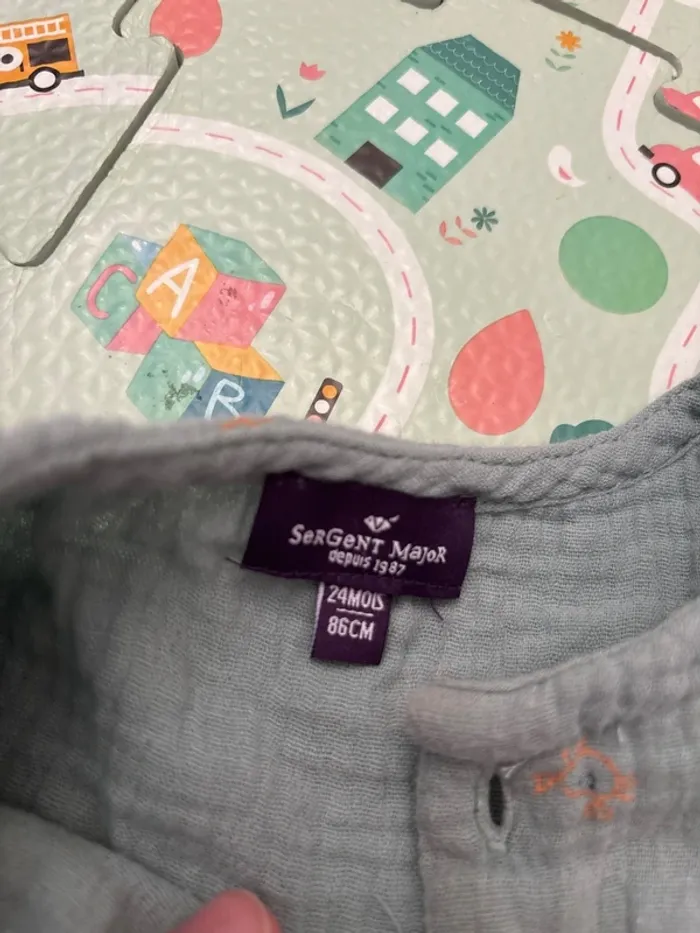 C
A
R
SeRGeNT MajoR
depuis 1987
24MOIS
86CM